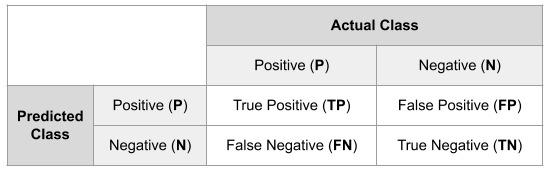 Actual Class
Positive (P) Negative (N)
Predicted Class
Positive (P) True Positive (TP) False Positive (FP)
Negative (N) False Negative (FN) True Negative (TN)